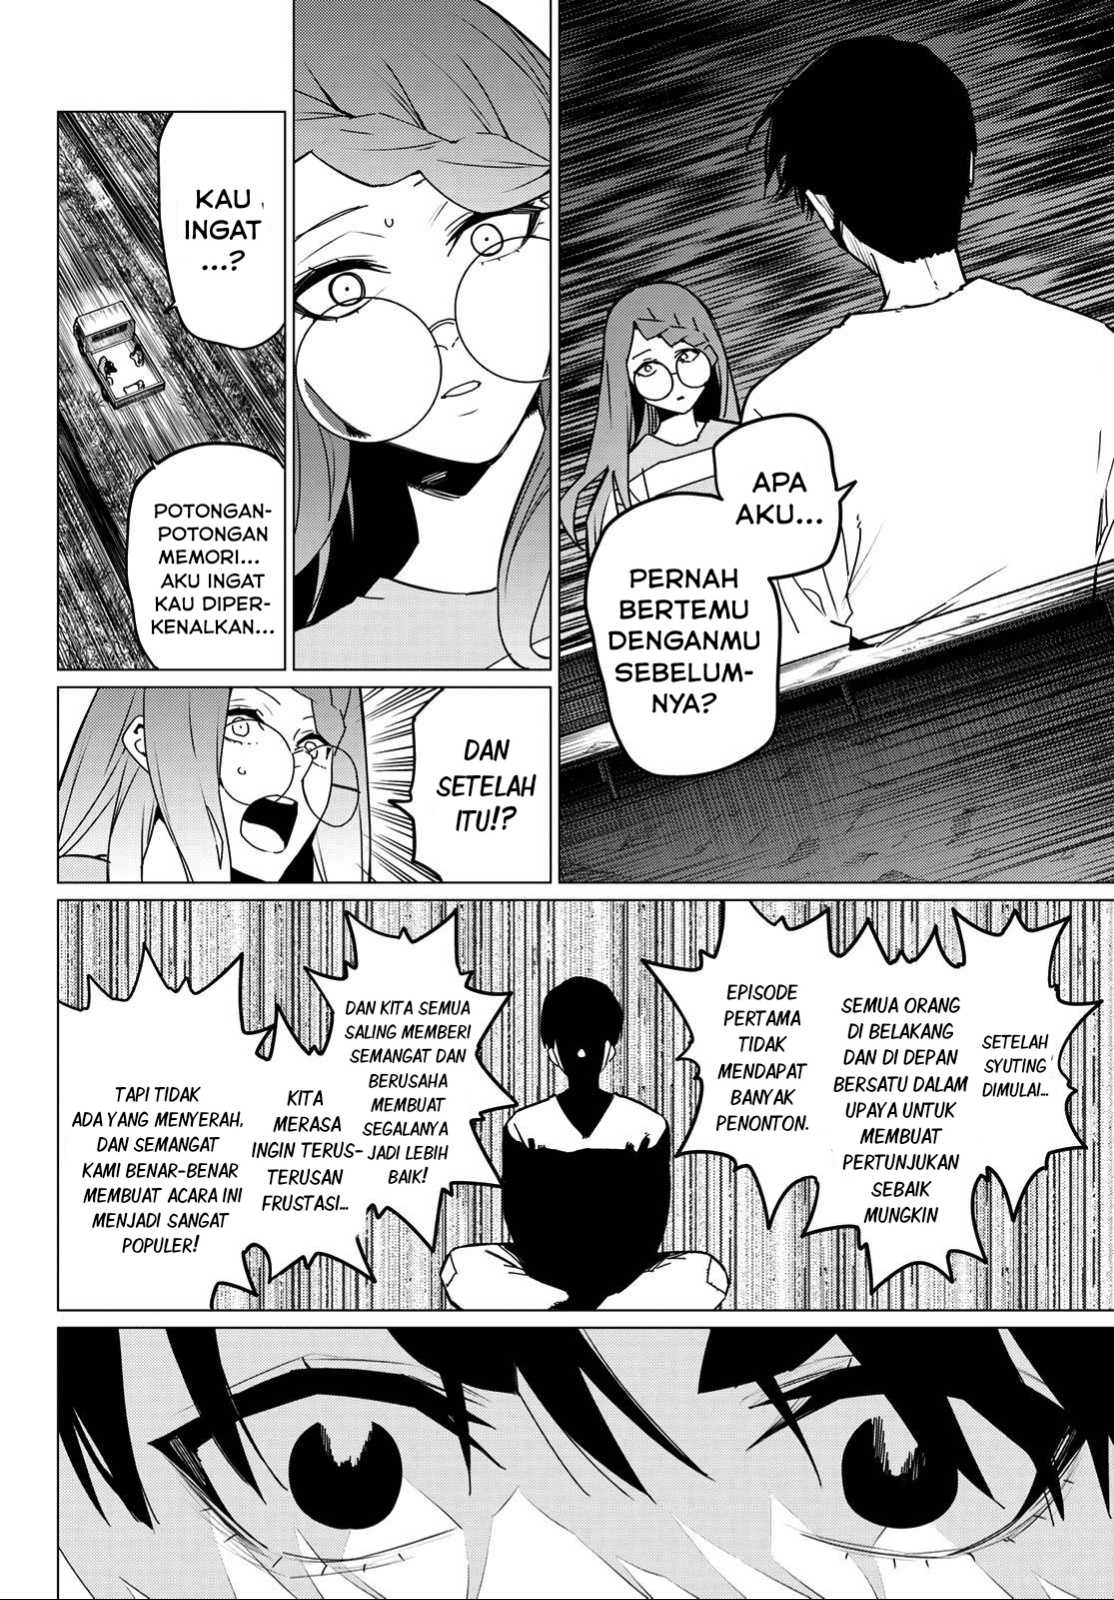 APA
AKU...
PERNAH
BERTEMU
DENGANMU
SEBELUM-
NYA?
KAU
INGAT
...?
POTONGAN-
POTONGAN
MEMORI...
AKU INGAT
KAU DIPER-
KENALKAN...
DAN
SETELAH
ITU!?
SETELAH
SYUTING
DIMULAI...
SEMUA ORANG
DI BELAKANG
DAN DI DEPAN
BERSATU DALAM
UPAYA UNTUK
MEMBUAT
PERTUNJUKAN
SEBAIK
MUNGKIN
EPISODE
PERTAMA
TIDAK
MENDAPAT
BANYAK
PENONTON.
DAN KITA SEMUA
SALING MEMBERI
SEMANGAT DAN
BERUSAHA
MEMBUAT
SEGALANYA
JADI LEBIH
BAIK!
KITA
MERASA
INGIN TERUS-
TERUSAN
FRUSTASI...
TAPI TIDAK
ADA YANG MENYERAH,
DAN SEMANGAT
KAMI BENAR-BENAR
MEMBUAT ACARA INI
MENJADI SANGAT
POPULER!